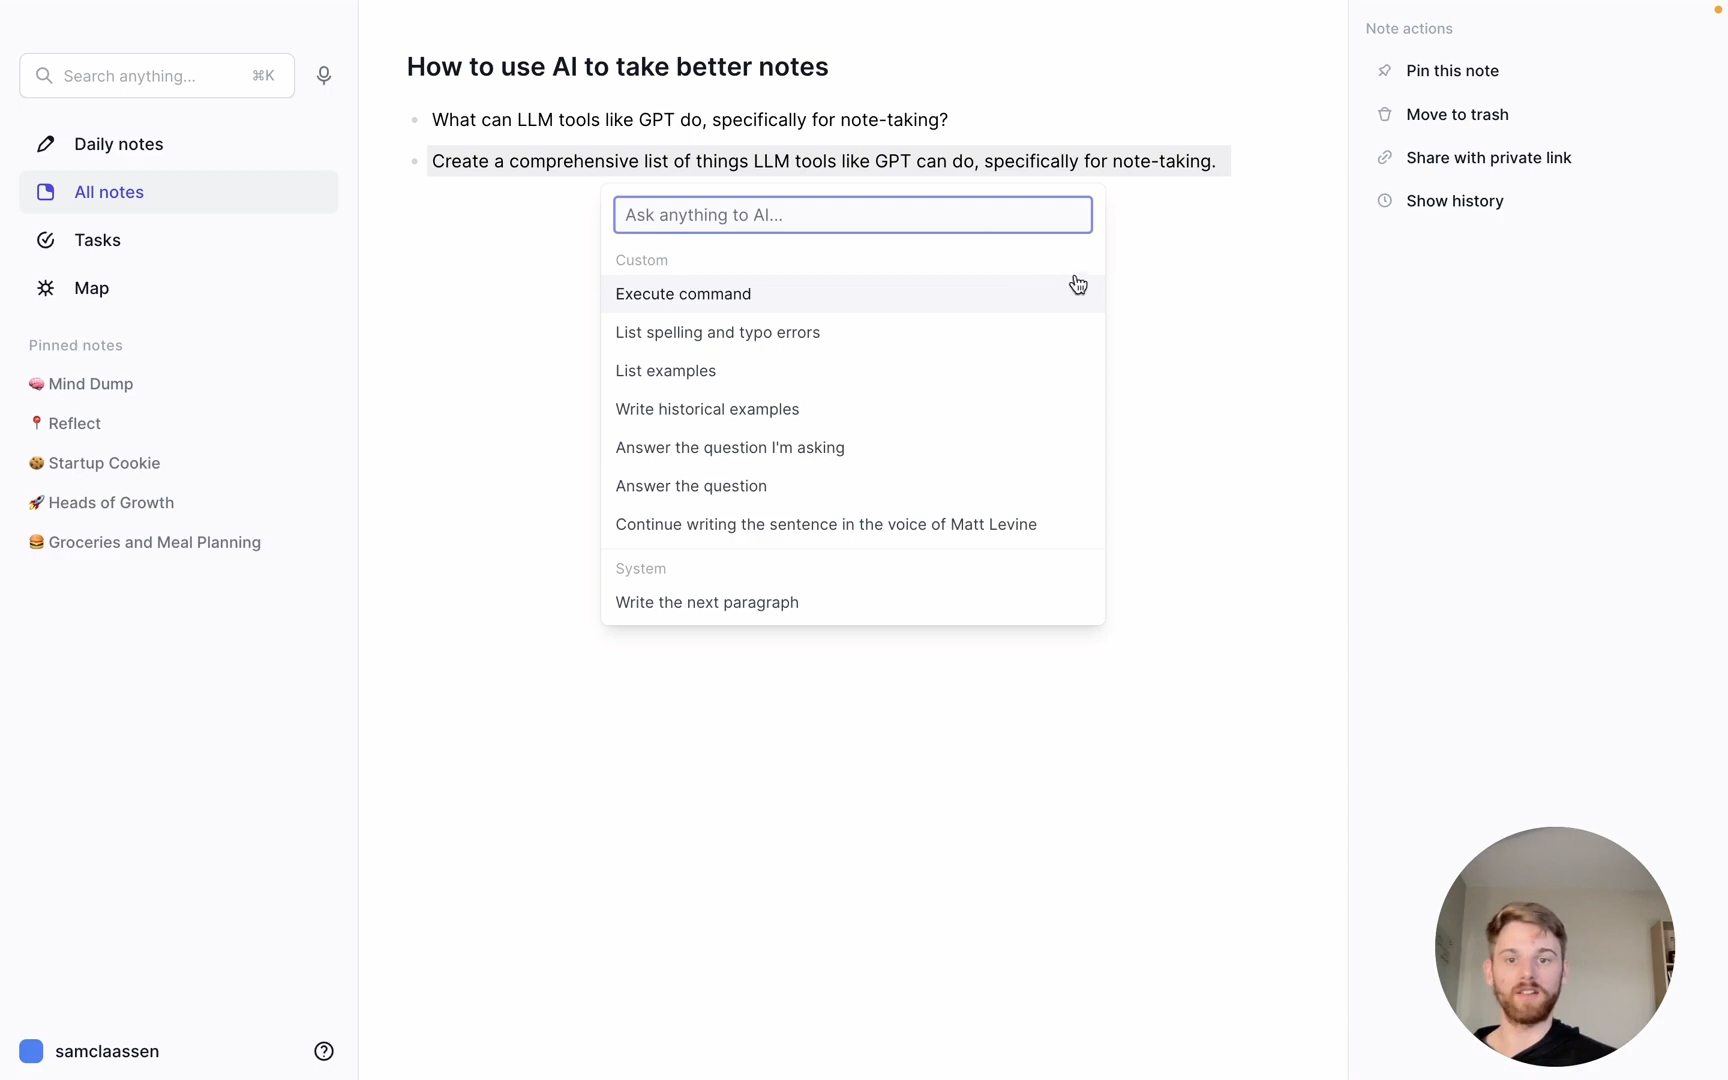 Search anything... ⌘K
Daily notes
All notes
Tasks
Map
Pinned notes
🧠 Mind Dump
📍 Reflect
🍪 Startup Cookie
🚀 Heads of Growth
🍔 Groceries and Meal Planning
samclaassen
How to use AI to take better notes
What can LLM tools like GPT do, specifically for note-taking?
Create a comprehensive list of things LLM tools like GPT can do, specifically for note-taking.
Ask anything to AI...
Custom
Execute command
List spelling and typo errors
List examples
Write historical examples
Answer the question I'm asking
Answer the question
Continue writing the sentence in the voice of Matt Levine
System
Write the next paragraph
Note actions
Pin this note
Move to trash
Share with private link
Show history